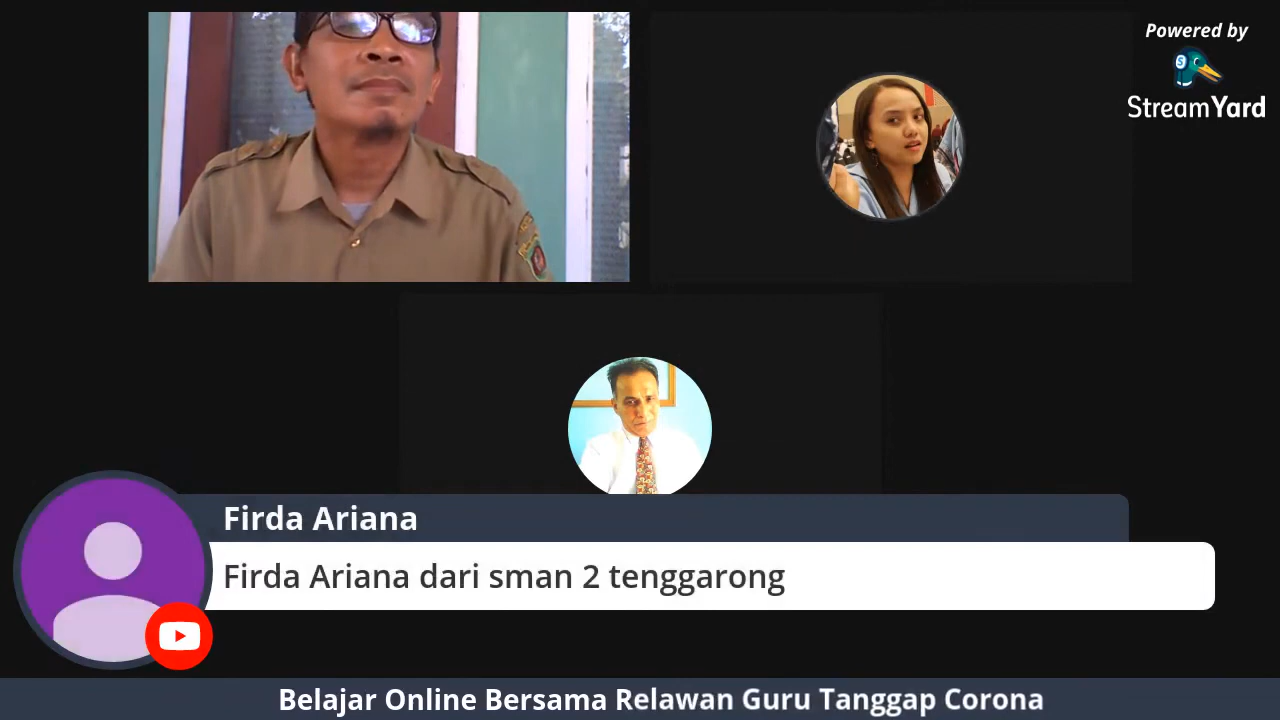 Powered by
StreamYard
Firda Ariana
Firda Ariana dari sman 2 tenggarong
Belajar Online Bersama Relawan Guru Tanggap Corona